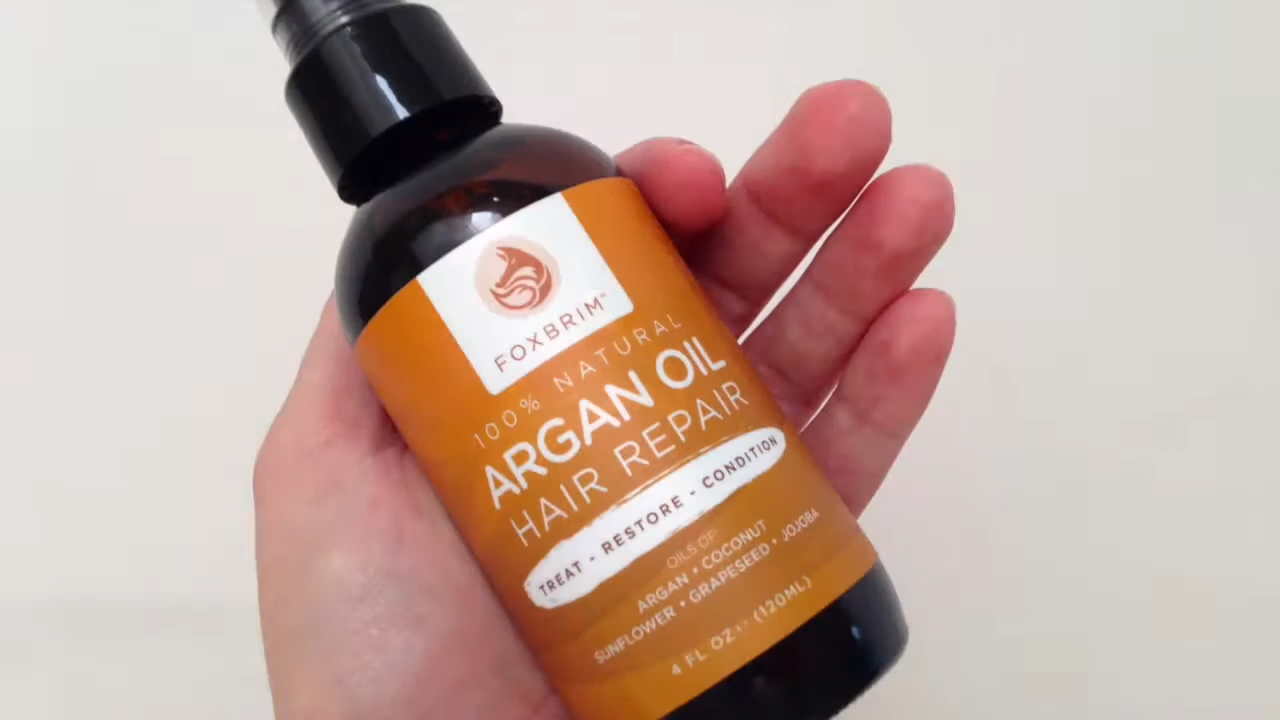 FOXBRIM™
100% NATURAL
ARGAN OIL
HAIR REPAIR
TREAT - RESTORE - CONDITION
OILS OF:
ARGAN • COCONUT
SUNFLOWER • GRAPESEED • JOJOBA
4 FL OZ (120ML)